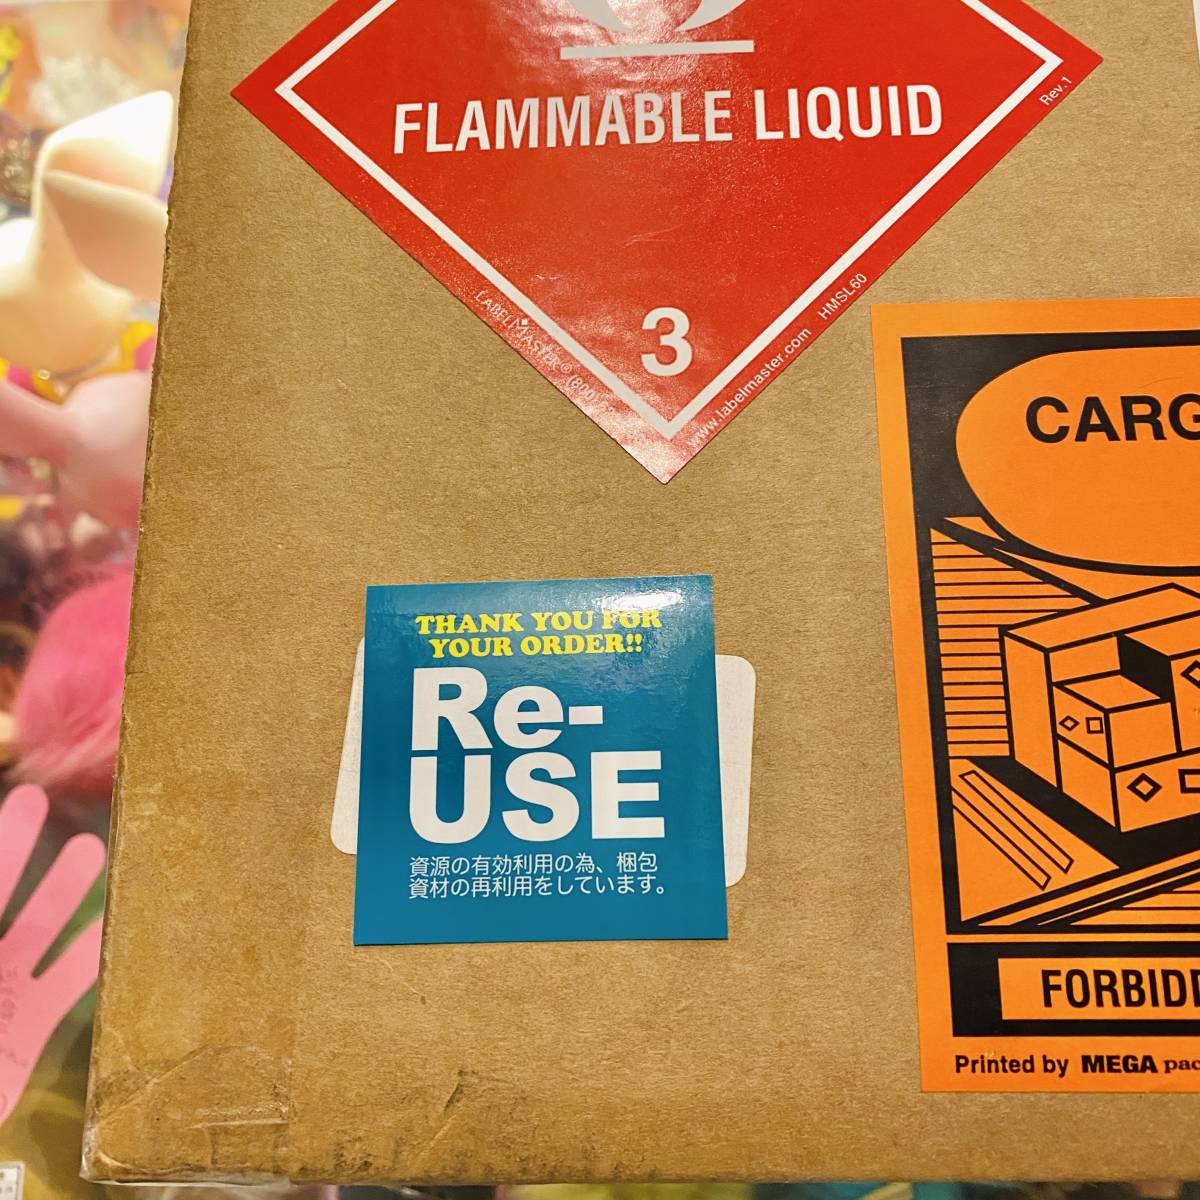 FLAMMABLE LIQUID
3
Rev.1
LABELMASTER® (800)
www.labelmaster.com HMSL60
CARG
FORBIDD
Printed by MEGA pac
THANK YOU FOR
YOUR ORDER!!
Re-
USE
資源の有効利用の為、梱包
資材の再利用をしています。